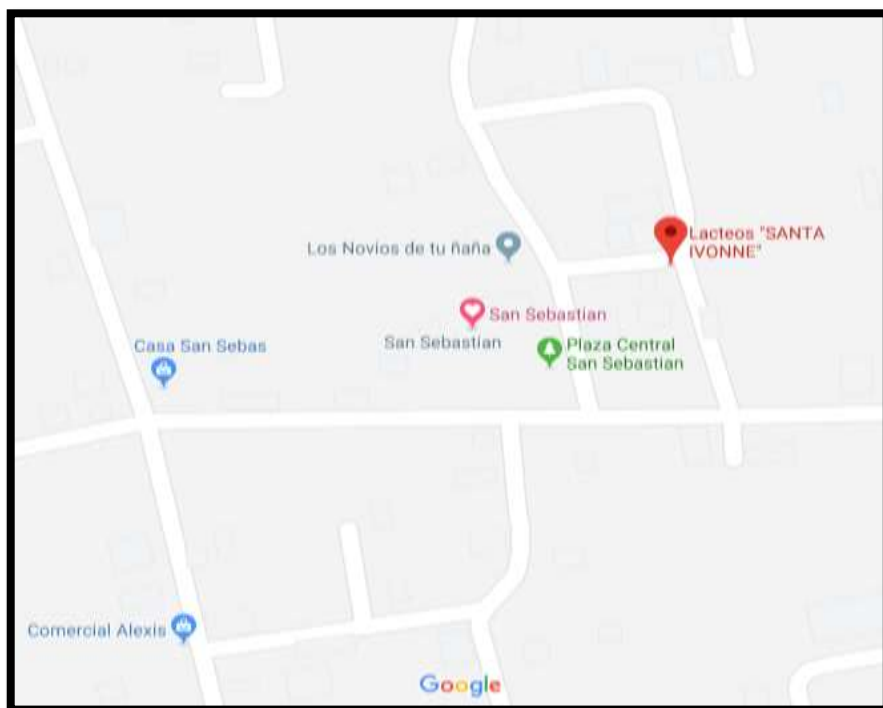 Lacteos "SANTA
IVONNE"
Los Novios de tu ñaña
San Sebastian
San Sebastian
Casa San Sebas
Plaza Central
San Sebastian
Comercial Alexis
Google